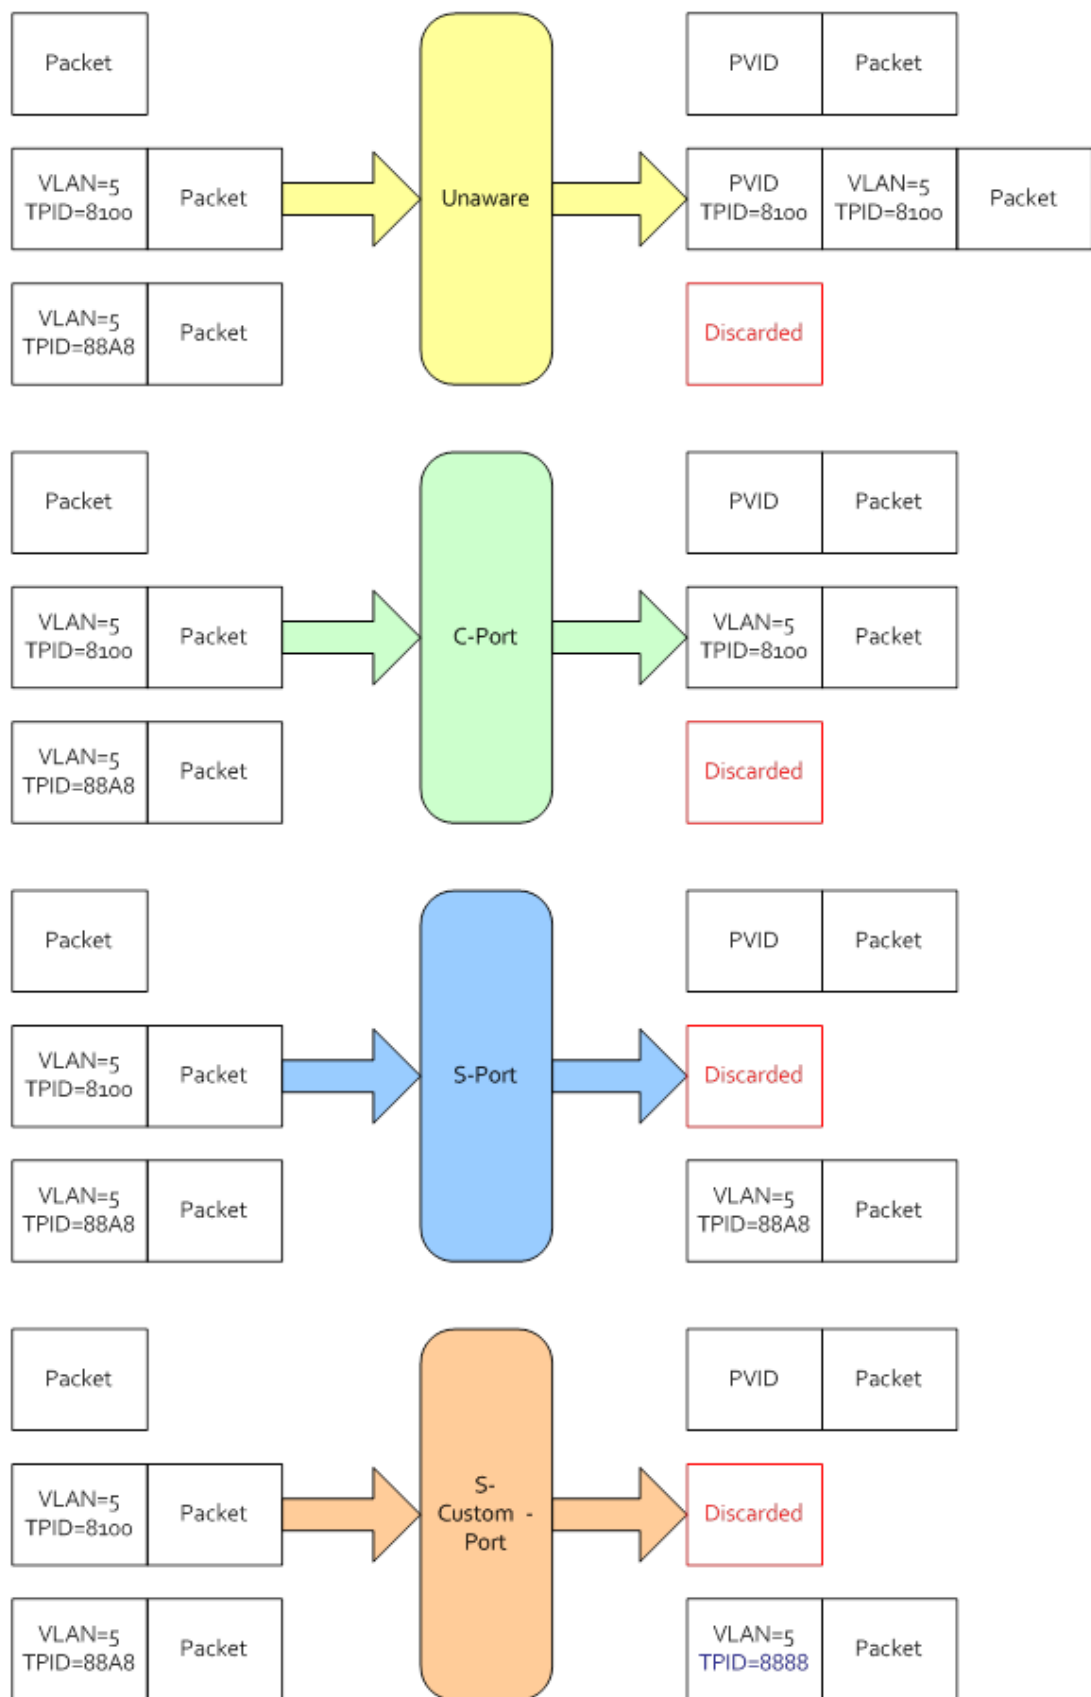 Packet
PVID
Packet
VLAN=5
TPID=8100
Packet
Unaware
PVID
TPID=8100
VLAN=5
TPID=8100
Packet
VLAN=5
TPID=88A8
Packet
Discarded
Packet
PVID
Packet
VLAN=5
TPID=8100
Packet
C-Port
VLAN=5
TPID=8100
Packet
VLAN=5
TPID=88A8
Packet
Discarded
Packet
PVID
Packet
VLAN=5
TPID=8100
Packet
S-Port
Discarded
VLAN=5
TPID=88A8
Packet
VLAN=5
TPID=88A8
Packet
Packet
PVID
Packet
VLAN=5
TPID=8100
Packet
S-
Custom -
Port
Discarded
VLAN=5
TPID=88A8
Packet
VLAN=5
TPID=8888
Packet